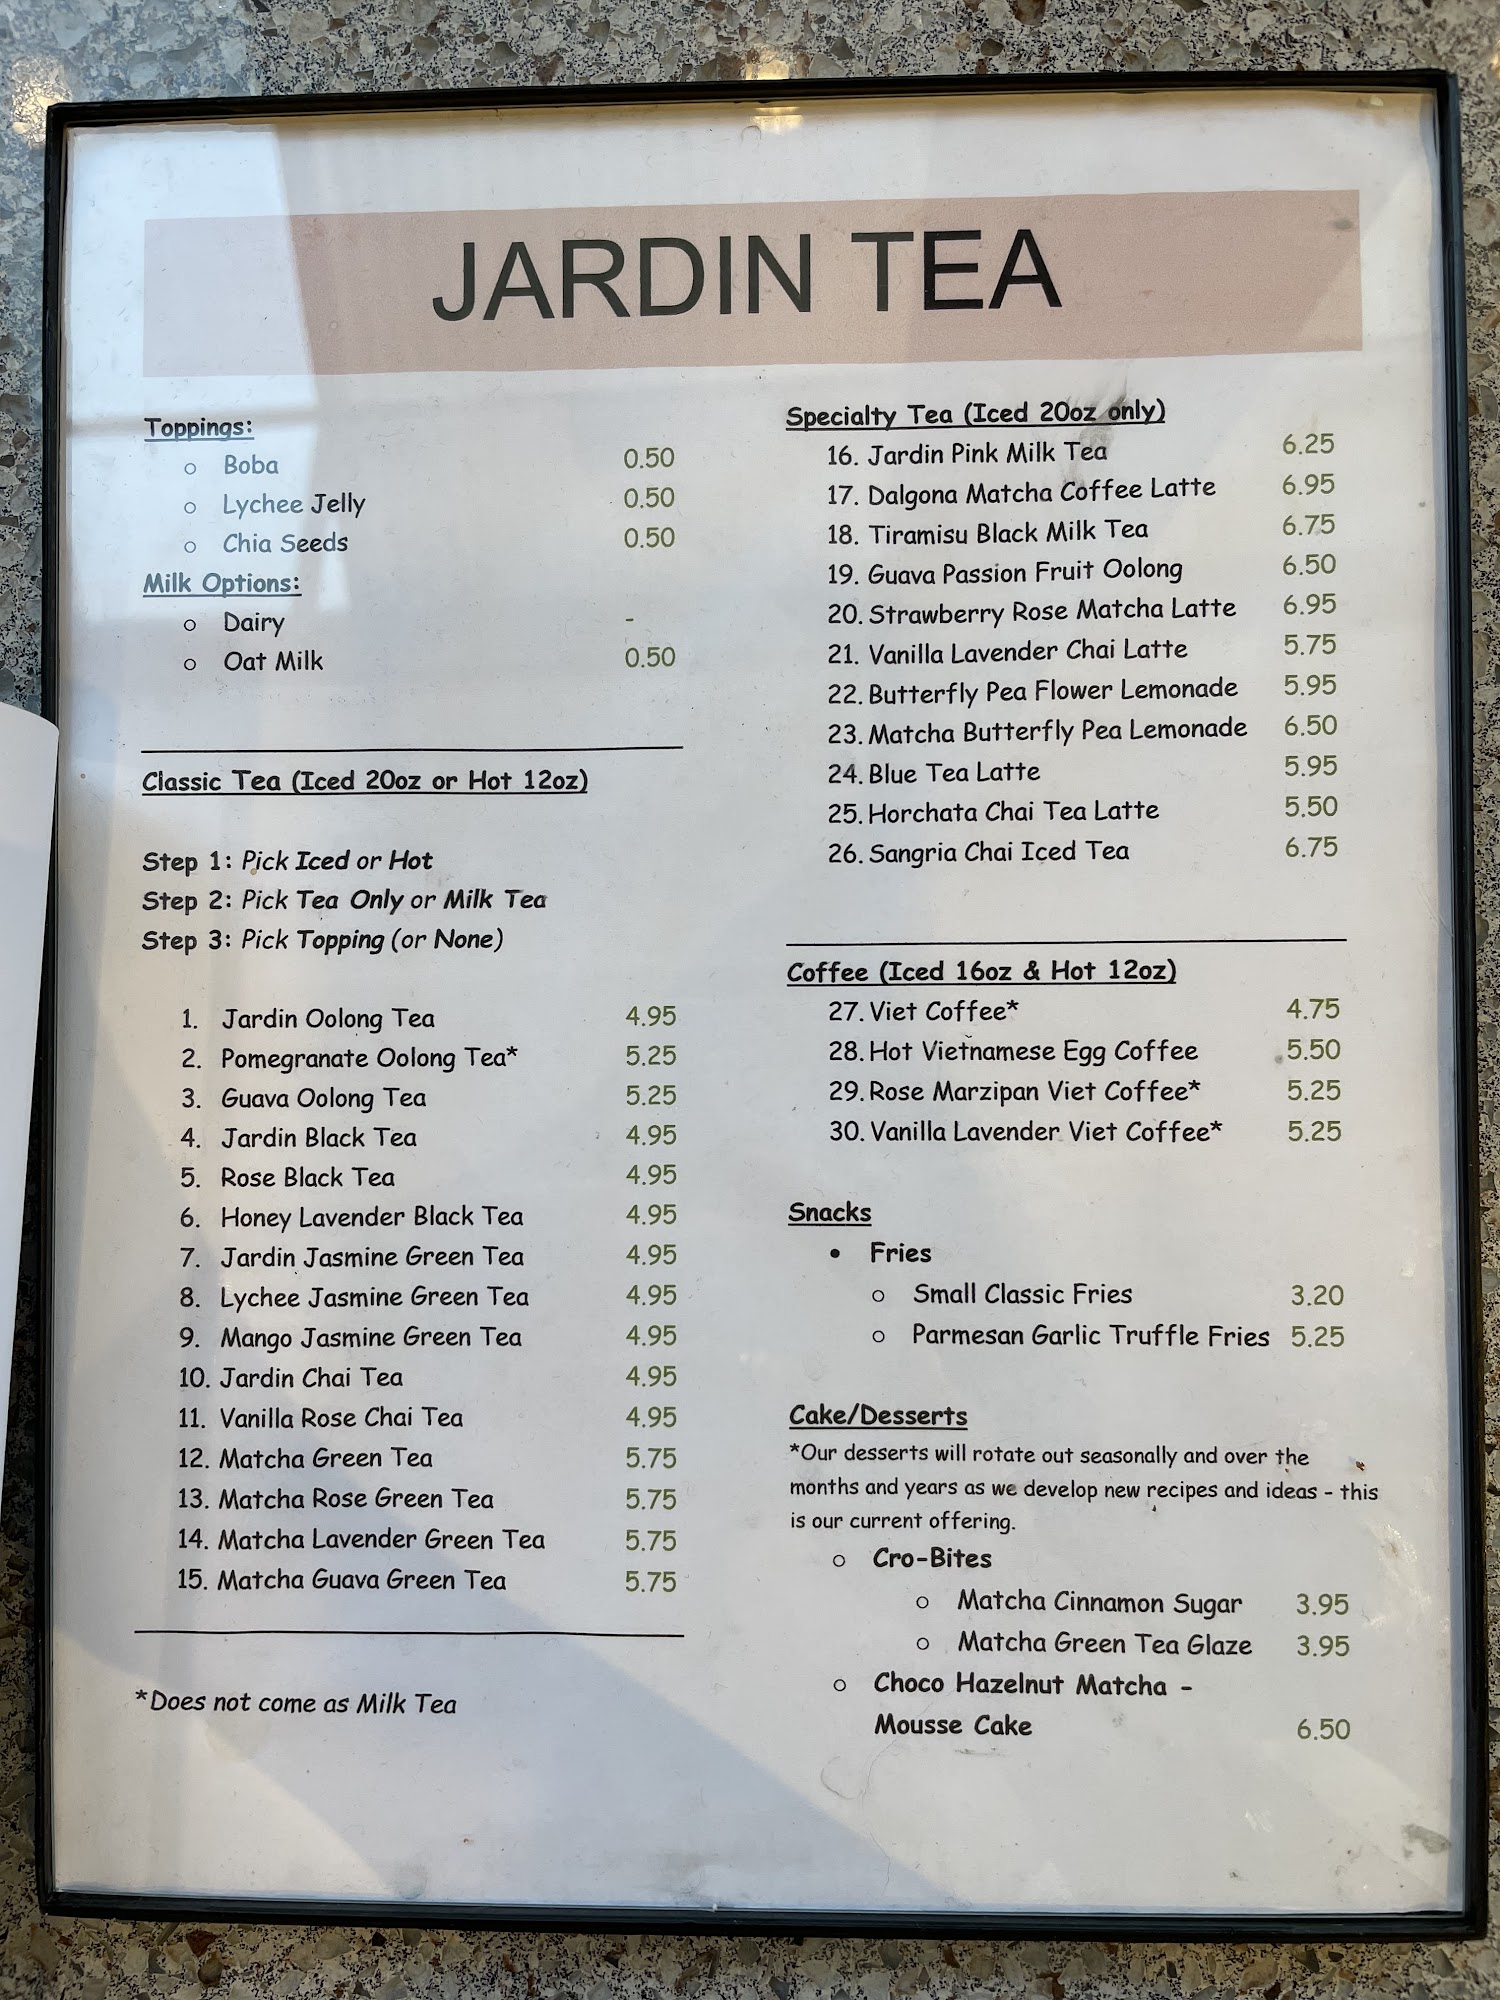 JARDIN TEA
Toppings:
○ Boba 0.50
○ Lychee Jelly 0.50
○ Chia Seeds 0.50
Milk Options:
○ Dairy -
○ Oat Milk 0.50
Classic Tea (Iced 20oz or Hot 12oz)
Step 1: Pick Iced or Hot
Step 2: Pick Tea Only or Milk Tea
Step 3: Pick Topping (or None)
1. Jardin Oolong Tea 4.95
2. Pomegranate Oolong Tea* 5.25
3. Guava Oolong Tea 5.25
4. Jardin Black Tea 4.95
5. Rose Black Tea 4.95
6. Honey Lavender Black Tea 4.95
7. Jardin Jasmine Green Tea 4.95
8. Lychee Jasmine Green Tea 4.95
9. Mango Jasmine Green Tea 4.95
10. Jardin Chai Tea 4.95
11. Vanilla Rose Chai Tea 4.95
12. Matcha Green Tea 5.75
13. Matcha Rose Green Tea 5.75
14. Matcha Lavender Green Tea 5.75
15. Matcha Guava Green Tea 5.75
*Does not come as Milk Tea
Specialty Tea (Iced 20oz only)
16. Jardin Pink Milk Tea 6.25
17. Dalgona Matcha Coffee Latte 6.95
18. Tiramisu Black Milk Tea 6.75
19. Guava Passion Fruit Oolong 6.50
20. Strawberry Rose Matcha Latte 6.95
21. Vanilla Lavender Chai Latte 5.75
22. Butterfly Pea Flower Lemonade 5.95
23. Matcha Butterfly Pea Lemonade 6.50
24. Blue Tea Latte 5.95
25. Horchata Chai Tea Latte 5.50
26. Sangria Chai Iced Tea 6.75
Coffee (Iced 16oz & Hot 12oz)
27. Viet Coffee* 4.75
28. Hot Vietnamese Egg Coffee 5.50
29. Rose Marzipan Viet Coffee* 5.25
30. Vanilla Lavender Viet Coffee* 5.25
Snacks
• Fries
○ Small Classic Fries 3.20
○ Parmesan Garlic Truffle Fries 5.25
Cake/Desserts
*Our desserts will rotate out seasonally and over the
months and years as we develop new recipes and ideas - this
is our current offering.
○ Cro-Bites
○ Matcha Cinnamon Sugar 3.95
○ Matcha Green Tea Glaze 3.95
○ Choco Hazelnut Matcha -
Mousse Cake 6.50